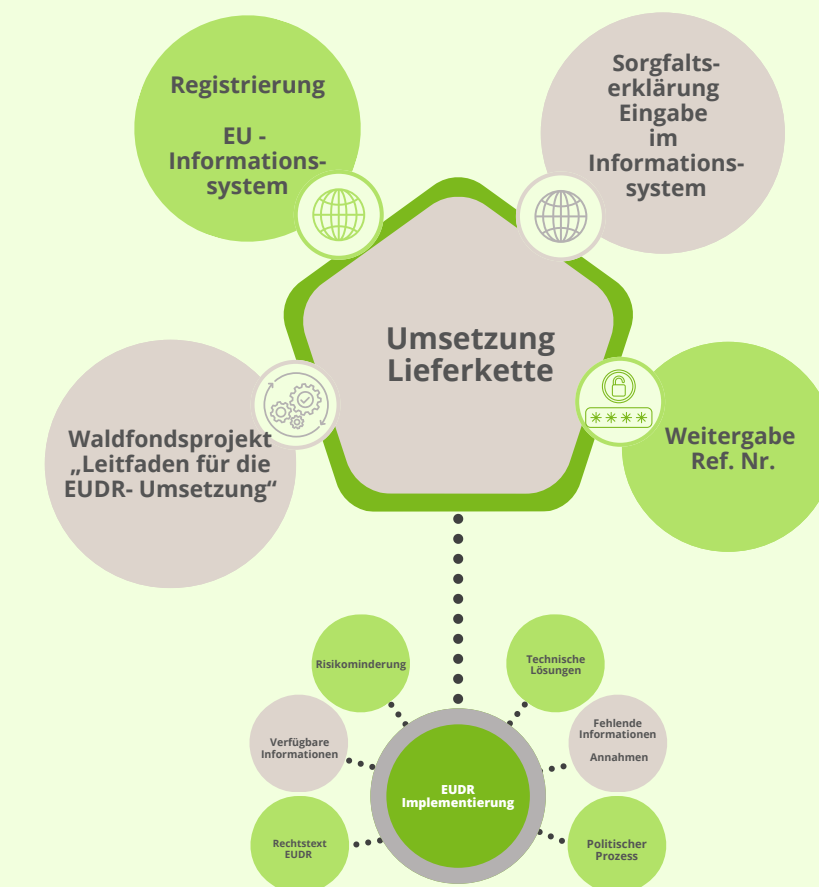 Registrierung
EU -
Informations-
system
Sorgfalts-
erklärung
Eingabe
im
Informations-
system
Umsetzung
Lieferkette
Waldfondsprojekt
„Leitfaden für die
EUDR- Umsetzung“
****
Weitergabe
Ref. Nr.
Risikominderung
Technische
Lösungen
Verfügbare
Informationen
Fehlende
Informationen
Annahmen
EUDR
Implementierung
Rechtstext
EUDR
Politischer
Prozess